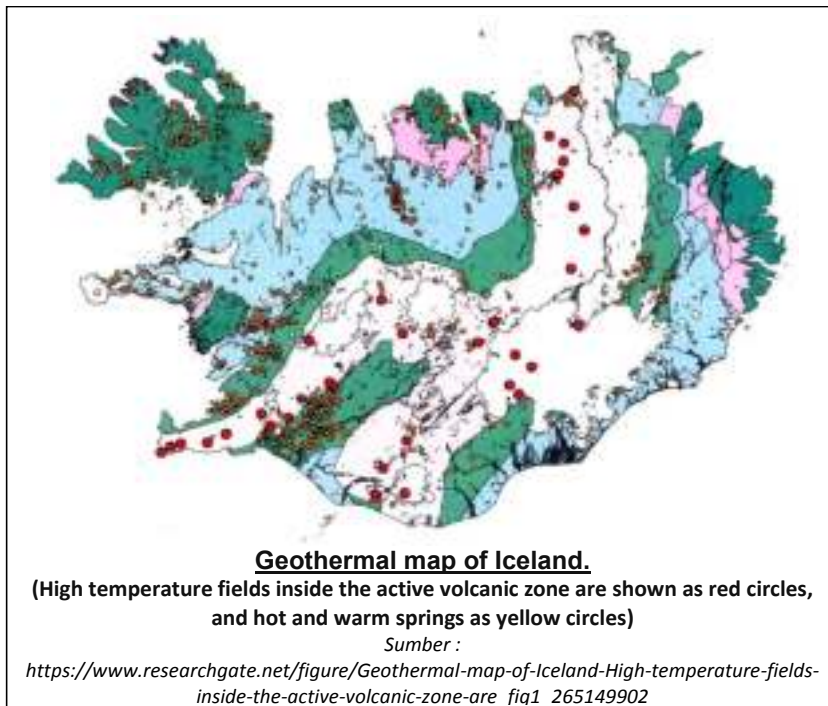 Geothermal map of Iceland.
(High temperature fields inside the active volcanic zone are shown as red circles,
and hot and warm springs as yellow circles)
Sumber :
https://www.researchgate.net/figure/Geothermal-map-of-Iceland-High-temperature-fields-
inside-the-active-volcanic-zone-are_fig1_265149902